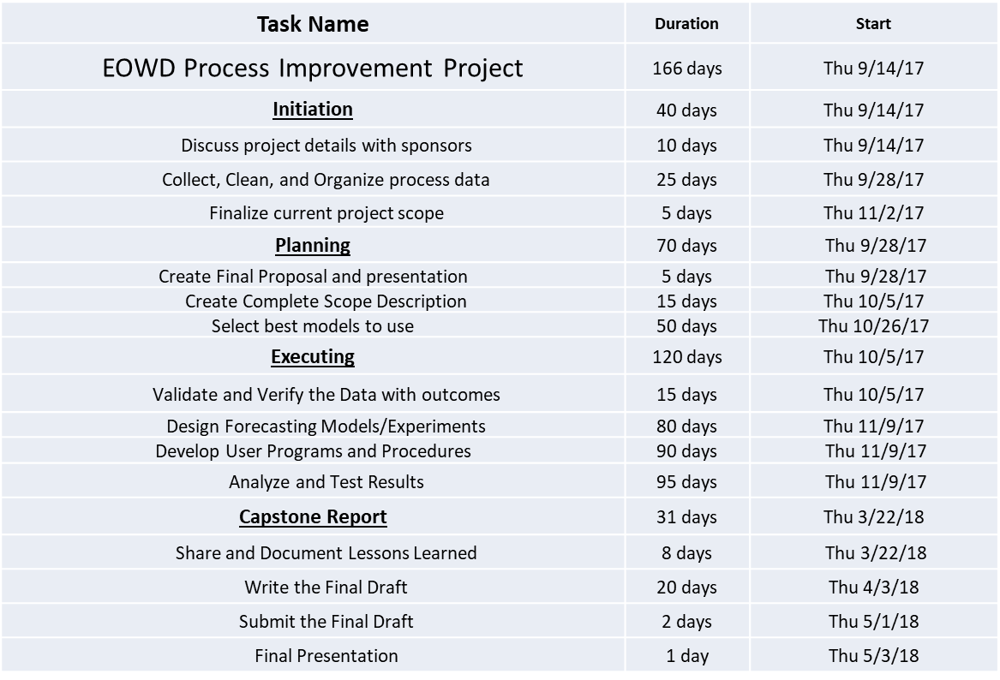 Task Name Duration Start
EOWD Process Improvement Project 166 days Thu 9/14/17
Initiation 40 days Thu 9/14/17
Discuss project details with sponsors 10 days Thu 9/14/17
Collect, Clean, and Organize process data 25 days Thu 9/28/17
Finalize current project scope 5 days Thu 11/2/17
Planning 70 days Thu 9/28/17
Create Final Proposal and presentation 5 days Thu 9/28/17
Create Complete Scope Description 15 days Thu 10/5/17
Select best models to use 50 days Thu 10/26/17
Executing 120 days Thu 10/5/17
Validate and Verify the Data with outcomes 15 days Thu 10/5/17
Design Forecasting Models/Experiments 80 days Thu 11/9/17
Develop User Programs and Procedures 90 days Thu 11/9/17
Analyze and Test Results 95 days Thu 11/9/17
Capstone Report 31 days Thu 3/22/18
Share and Document Lessons Learned 8 days Thu 3/22/18
Write the Final Draft 20 days Thu 4/3/18
Submit the Final Draft 2 days Thu 5/1/18
Final Presentation 1 day Thu 5/3/18